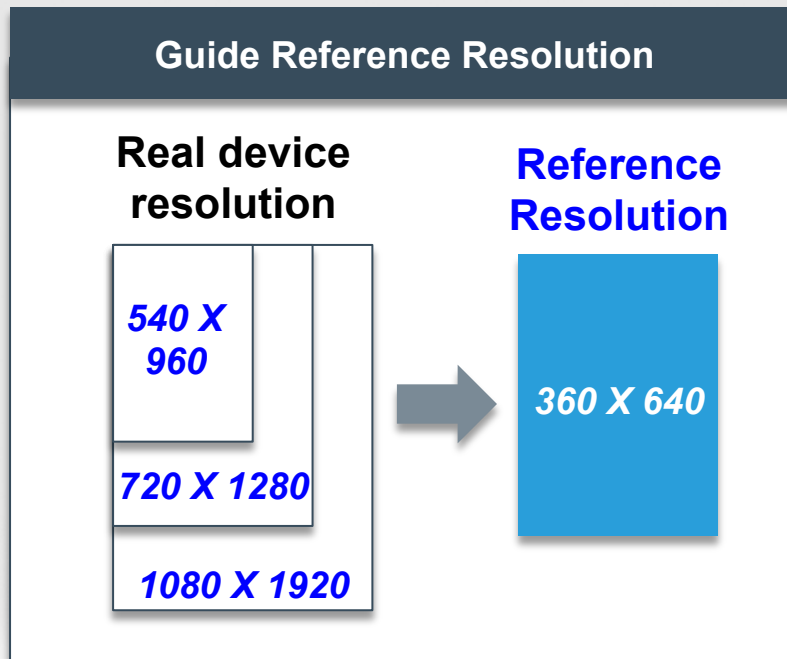 Guide Reference Resolution
Real device
resolution
Reference
Resolution
540 X
960
720 X 1280
1080 X 1920
360 X 640